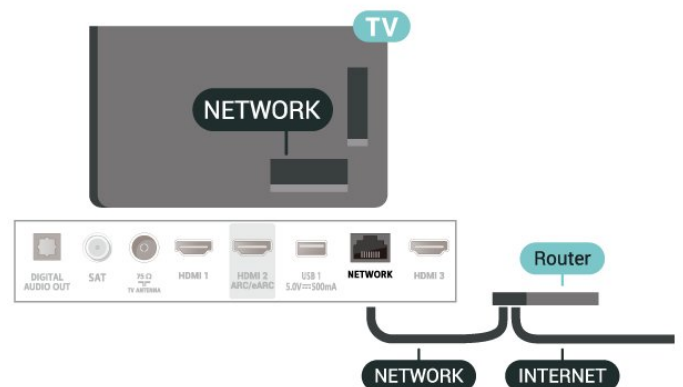 TV
NETWORK
DIGITAL
AUDIO OUT
SAT
75 Ω
TV ANTENNA
HDMI 1
HDMI 2
ARC/eARC
USB 1
5.0V⎓500mA
NETWORK
HDMI 3
Router
NETWORK
INTERNET